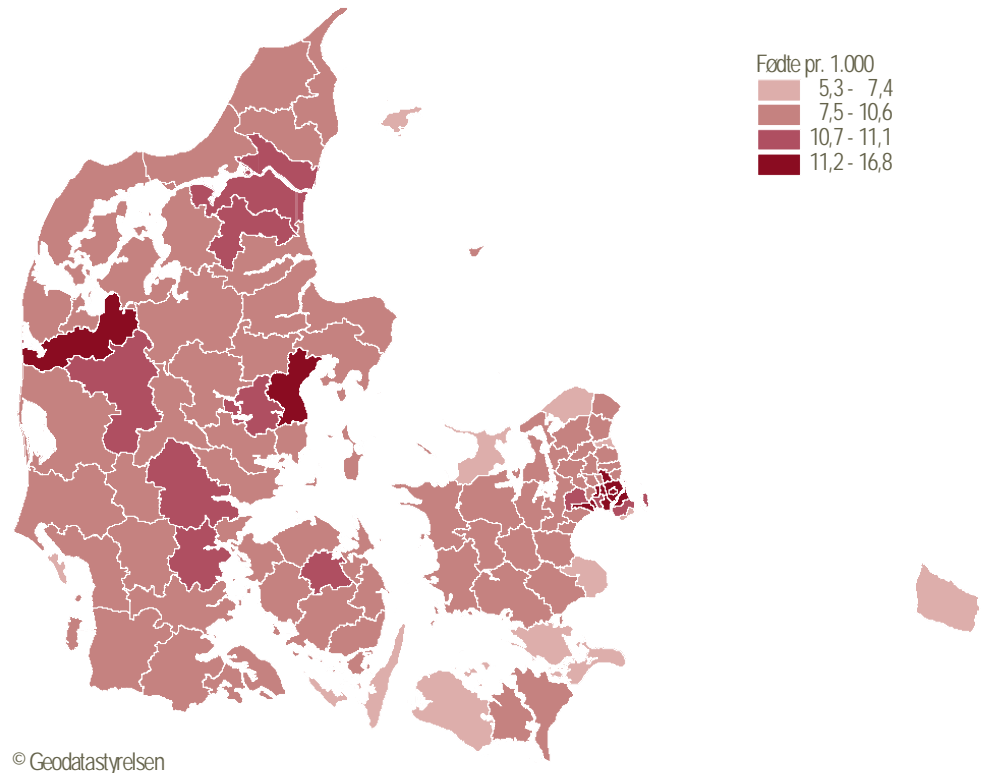 Fødte pr. 1.000
5,3 - 7,4
7,5 - 10,6
10,7 - 11,1
11,2 - 16,8
© Geodatastyrelsen